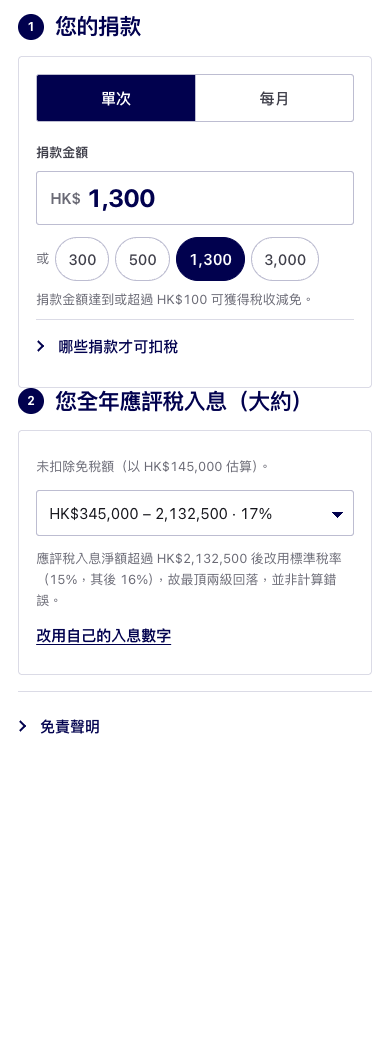 1 您的捐款
單次 每月
捐款金額
HK$ 1,300
或 300 500 1,300 3,000
捐款金額達到或超過 HK$100 可獲得稅收減免。
哪些捐款才可扣稅
2 您全年應評稅入息（大約）
未扣除免稅額（以 HK$145,000 估算）。
HK$345,000 – 2,132,500 · 17%
應評稅入息淨額超過 HK$2,132,500 後改用標準稅率
（15%，其後 16%），故最頂兩級回落，並非計算錯
誤。
改用自己的入息數字
免責聲明